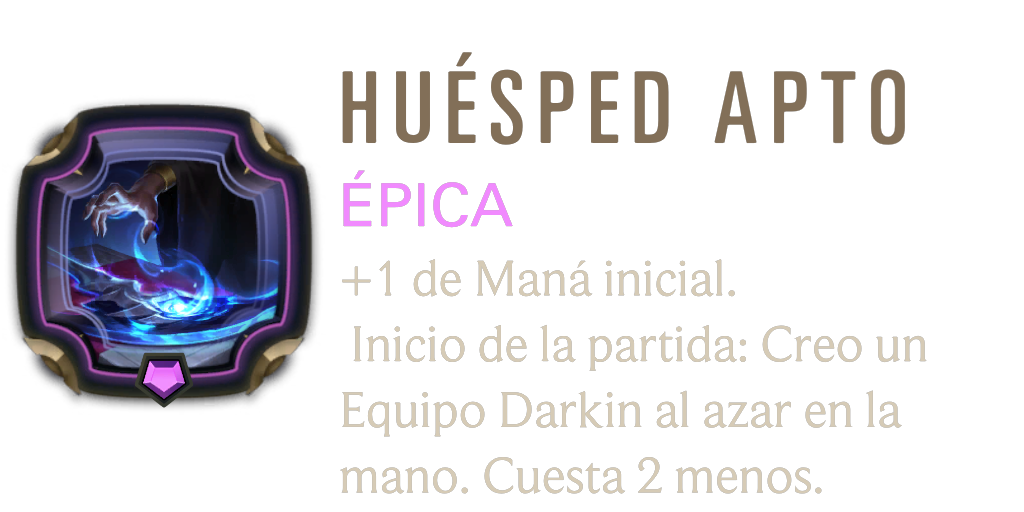 HUÉSPED APTO
ÉPICA
+1 de Maná inicial.
Inicio de la partida: Creo un
Equipo Darkin al azar en la
mano. Cuesta 2 menos.